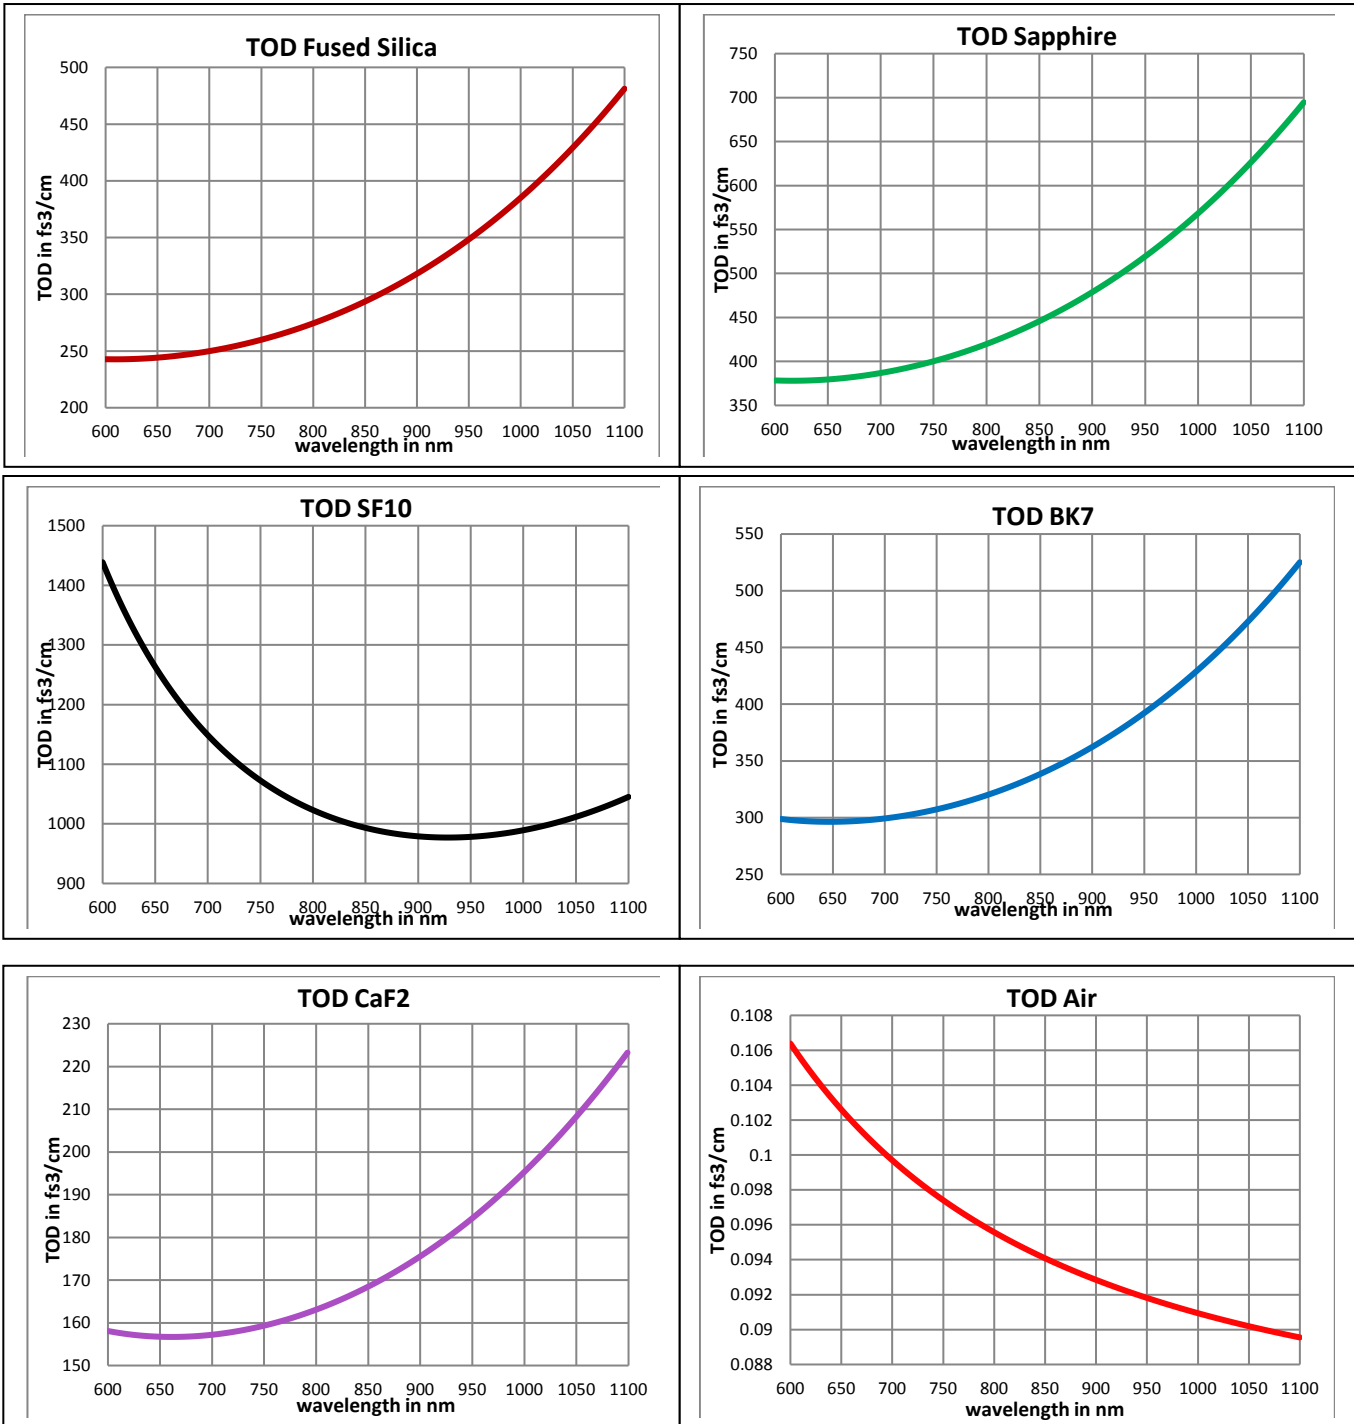 TOD Fused Silica
500
450
400
350
300
250
200
TOD in fs3/cm
600 650 700 750 800 850 900 950 1000 1050 1100
wavelength in nm
TOD Sapphire
750
700
650
600
550
500
450
400
350
TOD in fs3/cm
600 650 700 750 800 850 900 950 1000 1050 1100
wavelength in nm
TOD SF10
1500
1400
1300
1200
1100
1000
900
TOD in fs3/cm
600 650 700 750 800 850 900 950 1000 1050 1100
wavelength in nm
TOD BK7
550
500
450
400
350
300
250
TOD in fs3/cm
600 650 700 750 800 850 900 950 1000 1050 1100
wavelength in nm
TOD CaF2
230
220
210
200
190
180
170
160
150
TOD in fs3/cm
600 650 700 750 800 850 900 950 1000 1050 1100
wavelength in nm
TOD Air
0.108
0.106
0.104
0.102
0.1
0.098
0.096
0.094
0.092
0.09
0.088
TOD in fs3/cm
600 650 700 750 800 850 900 950 1000 1050 1100
wavelength in nm